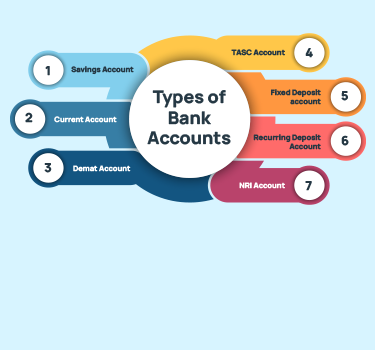 Types of
Bank
Accounts
1
Savings Account
2
Current Account
3
Demat Account
TASC Account
4
Fixed Deposit
account
5
Recurring Deposit
Account
6
NRI Account
7